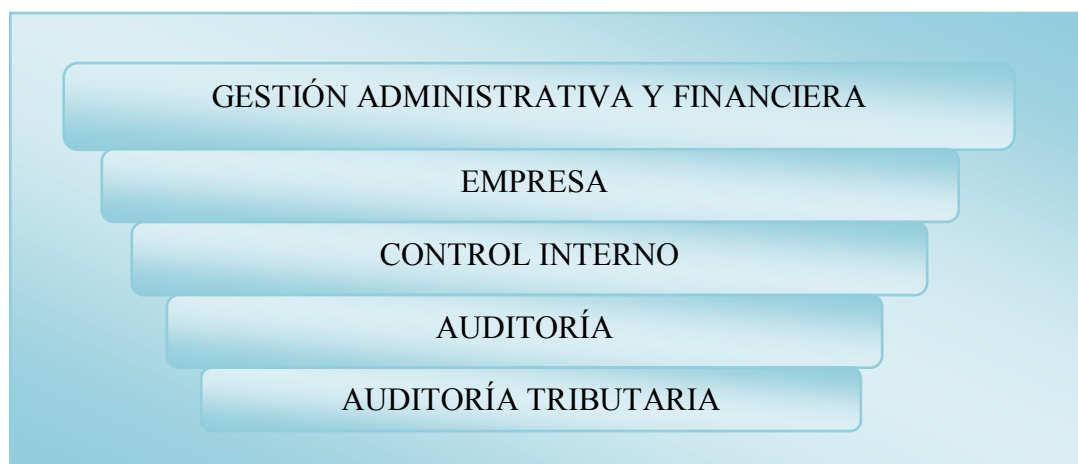 GESTIÓN ADMINISTRATIVA Y FINANCIERA
EMPRESA
CONTROL INTERNO
AUDITORÍA
AUDITORÍA TRIBUTARIA